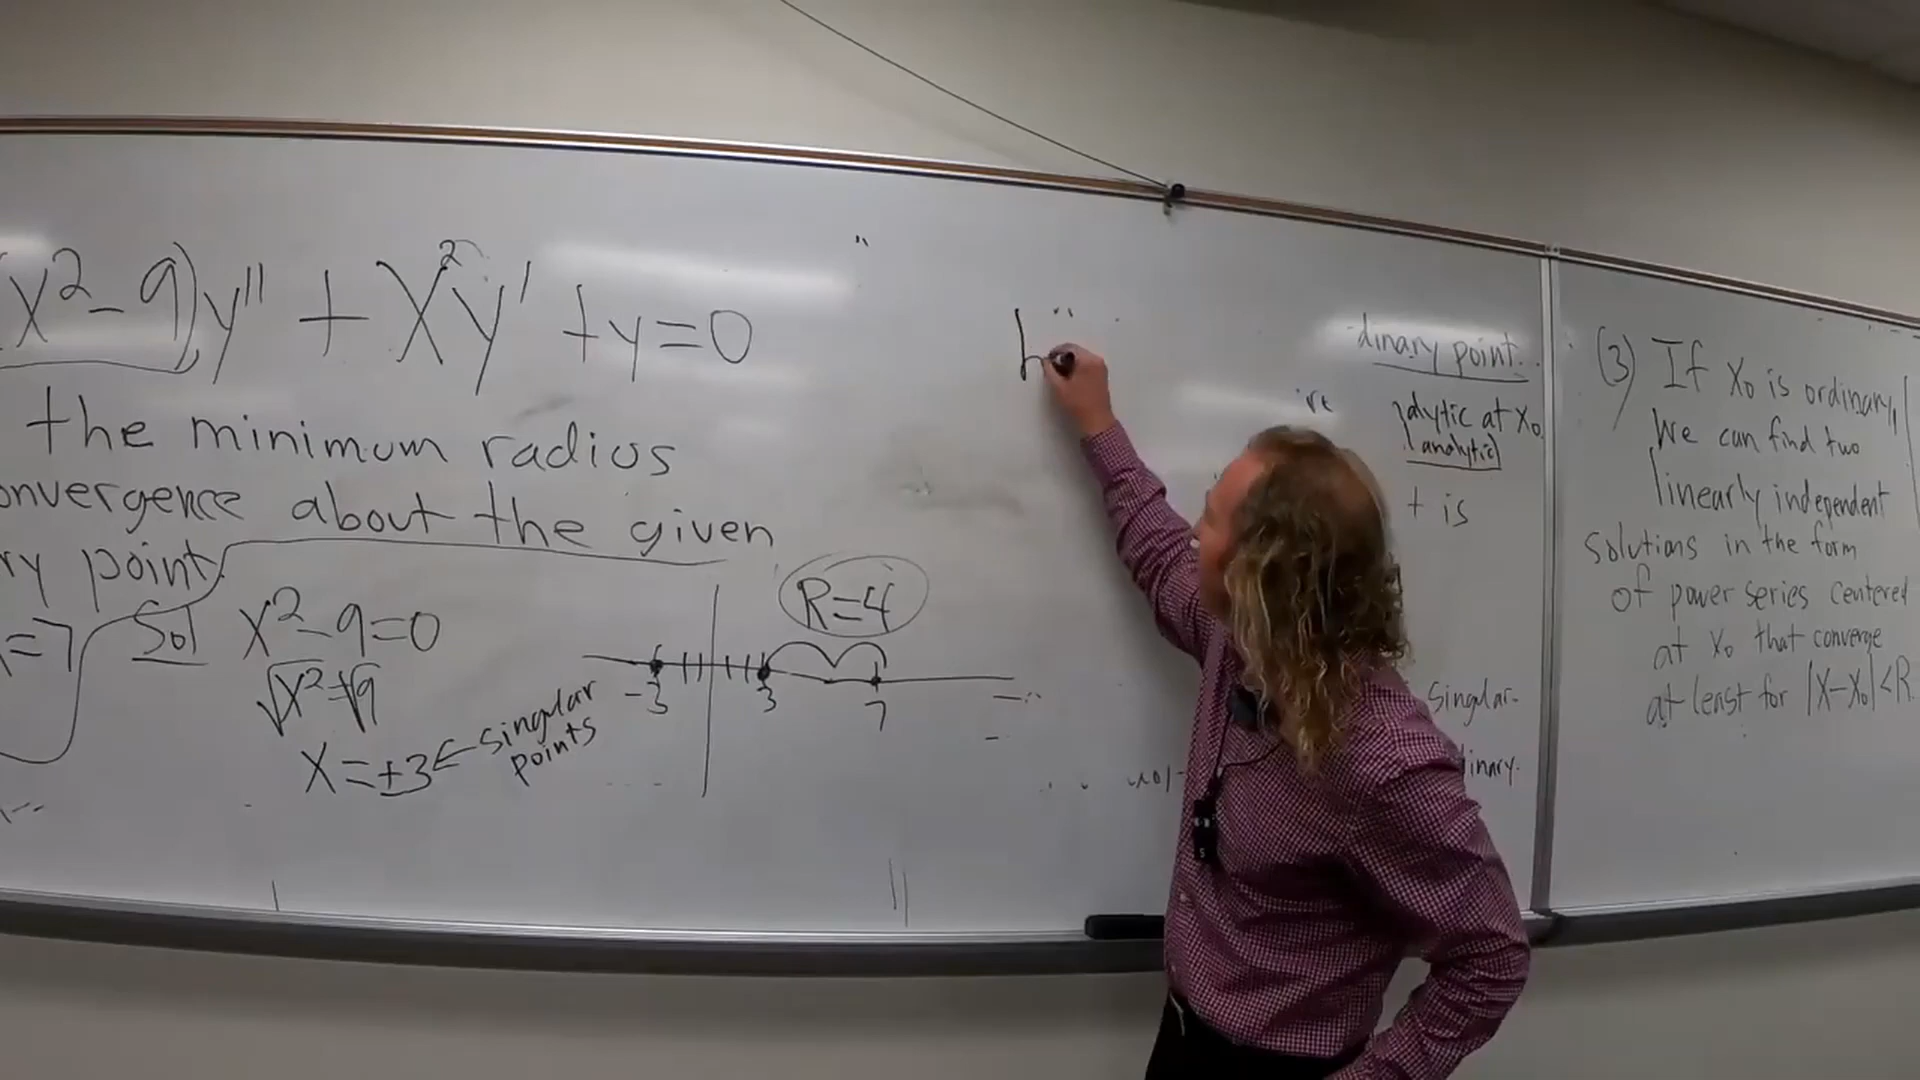 x²-9)y'' + x²y' + y = 0
the minimum radius
onvergence about the given
ry point
=7
Sol
x²-9=0
√x²=√9
x=±3 ← singular points
R=4
-3 3 7
h
dinary point.
alytic at x₀
(analytic)
t is
singular-
dinary.
(3) If x₀ is ordinary,
we can find two
linearly independent
solutions in the form
of power series centered
at x₀ that converge
at least for |x-x₀|<R.